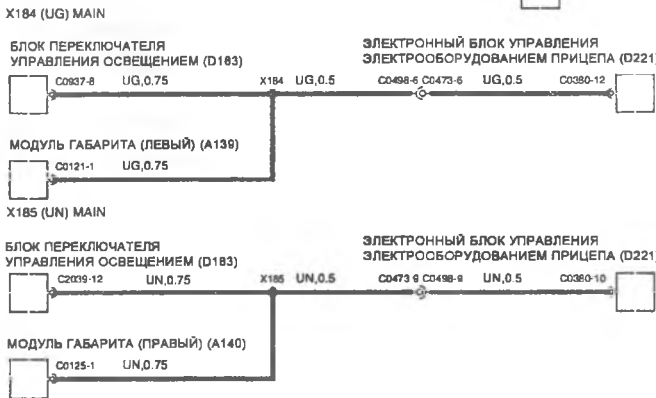 X184 (UG) MAIN
БЛОК ПЕРЕКЛЮЧАТЕЛЯ
УПРАВЛЕНИЯ ОСВЕЩЕНИЕМ (D183)
ЭЛЕКТРОННЫЙ БЛОК УПРАВЛЕНИЯ
ЭЛЕКТРООБОРУДОВАНИЕМ ПРИЦЕПА (D221)
C0937-8 UG,0.75 X184 UG,0.5 C0498-6 C0473-6 UG,0.5 C0380-12
МОДУЛЬ ГАБАРИТА (ЛЕВЫЙ) (A139)
C0121-1 UG,0.75
X185 (UN) MAIN
БЛОК ПЕРЕКЛЮЧАТЕЛЯ
УПРАВЛЕНИЯ ОСВЕЩЕНИЕМ (D183)
ЭЛЕКТРОННЫЙ БЛОК УПРАВЛЕНИЯ
ЭЛЕКТРООБОРУДОВАНИЕМ ПРИЦЕПА (D221)
C2039-12 UN,0.75 X185 UN,0.5 C0473 9 C0498-9 UN,0.5 C0380-10
МОДУЛЬ ГАБАРИТА (ПРАВЫЙ) (A140)
C0125-1 UN,0.75